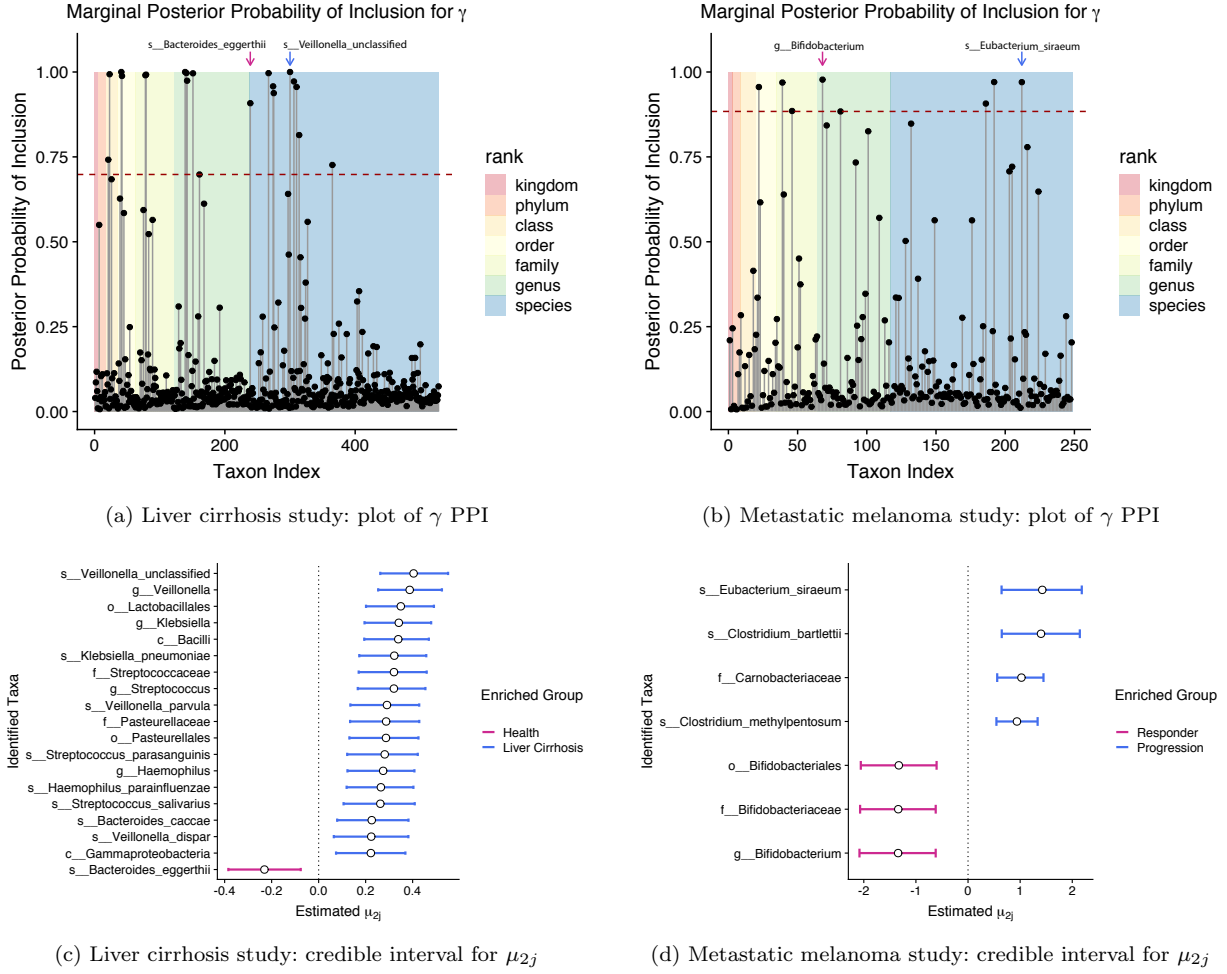 Marginal Posterior Probability of Inclusion for γ
s__Bacteroides_eggerthii
s__Veillonella_unclassified
1.00
0.75
0.50
0.25
0.00
Posterior Probability of Inclusion
0
200
400
Taxon Index
rank
kingdom
phylum
class
order
family
genus
species
(a) Liver cirrhosis study: plot of γ PPI
Marginal Posterior Probability of Inclusion for γ
g__Bifidobacterium
s__Eubacterium_siraeum
1.00
0.75
0.50
0.25
0.00
Posterior Probability of Inclusion
0
50
100
150
200
250
Taxon Index
rank
kingdom
phylum
class
order
family
genus
species
(b) Metastatic melanoma study: plot of γ PPI
Identified Taxa
s__Veillonella_unclassified
g__Veillonella
o__Lactobacillales
g__Klebsiella
c__Bacilli
s__Klebsiella_pneumoniae
f__Streptococcaceae
g__Streptococcus
s__Veillonella_parvula
f__Pasteurellaceae
o__Pasteurellales
s__Streptococcus_parasanguinis
g__Haemophilus
s__Haemophilus_parainfluenzae
s__Streptococcus_salivarius
s__Bacteroides_caccae
s__Veillonella_dispar
c__Gammaproteobacteria
s__Bacteroides_eggerthii
-0.4
-0.2
0.0
0.2
0.4
Estimated μ2j
Enriched Group
Health
Liver Cirrhosis
(c) Liver cirrhosis study: credible interval for μ2j
Identified Taxa
s__Eubacterium_siraeum
s__Clostridium_bartlettii
f__Carnobacteriaceae
s__Clostridium_methylpentosum
o__Bifidobacteriales
f__Bifidobacteriaceae
g__Bifidobacterium
-2
-1
0
1
2
Estimated μ2j
Enriched Group
Responder
Progression
(d) Metastatic melanoma study: credible interval for μ2j